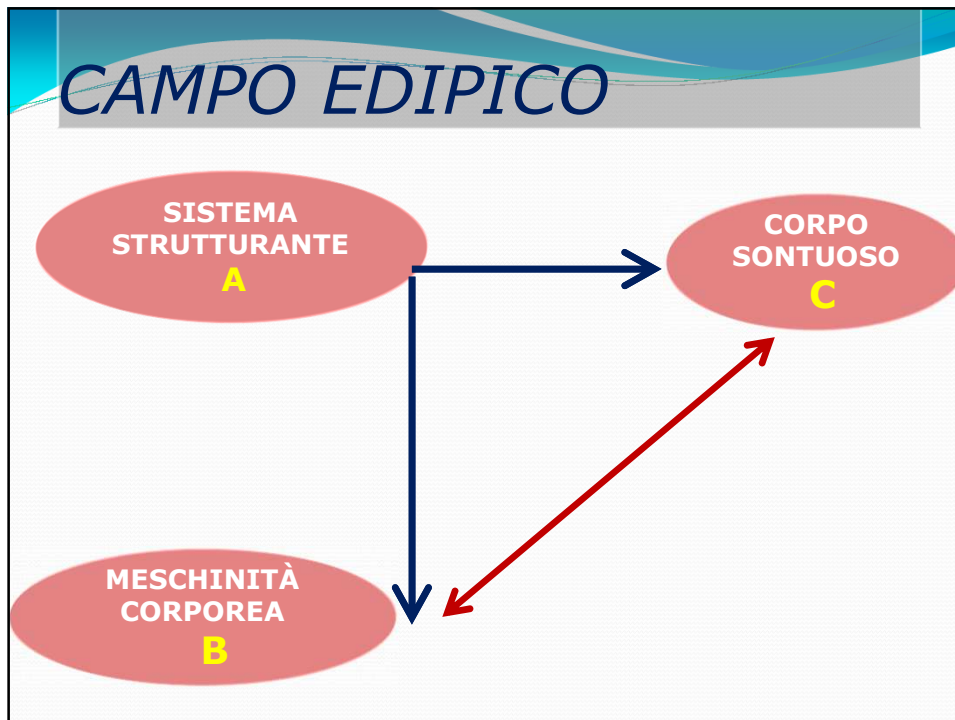 CAMPO EDIPICO
SISTEMA
STRUTTURANTE
A
CORPO
SONTUOSO
C
MESCHINITÀ
CORPOREA
B